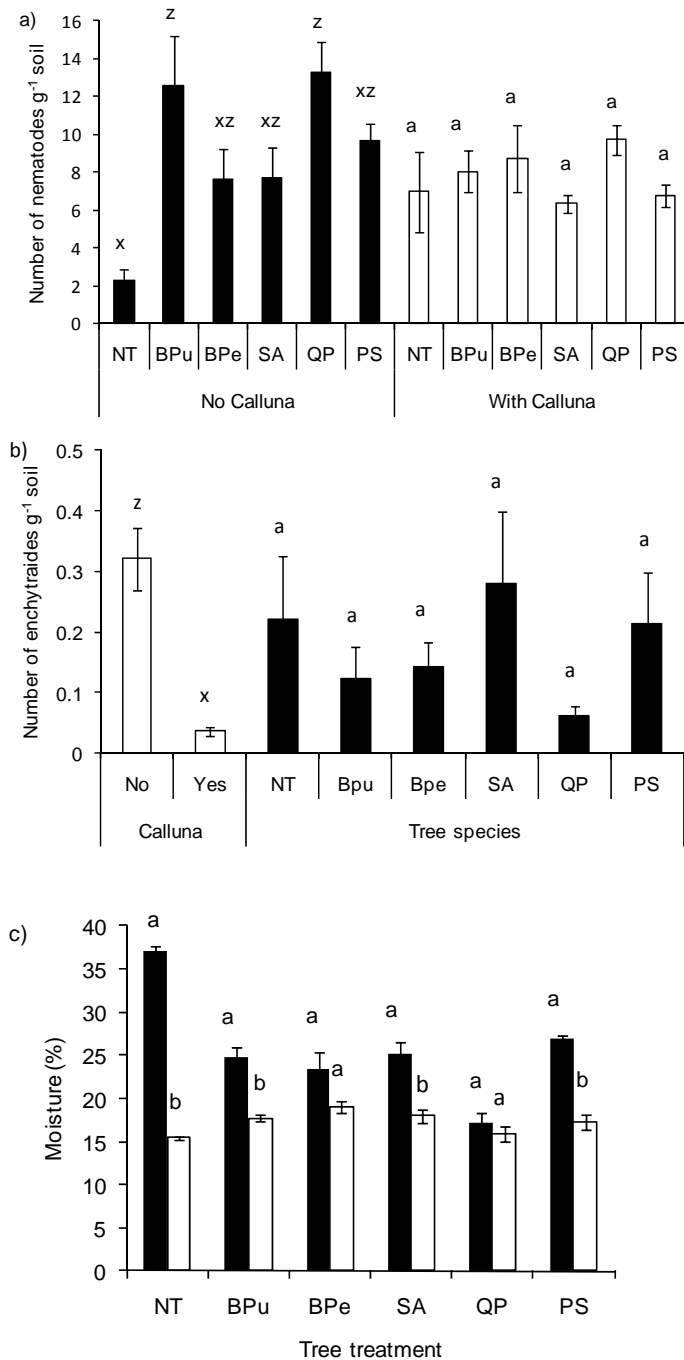 a)
Number of nematodes g⁻¹ soil
16
14
12
10
8
6
4
2
0
x z xz xz z xz a a a a a a
NT BPu BPe SA QP PS NT BPu BPe SA QP PS
No Calluna With Calluna
b)
Number of enchytraides g⁻¹ soil
0.5
0.4
0.3
0.2
0.1
0
z x a a a a a a
No Yes NT Bpu Bpe SA QP PS
Calluna Tree species
c)
Moisture (%)
40
35
30
25
20
15
10
5
0
a b a b a a a b a a a b
NT BPu BPe SA QP PS
Tree treatment